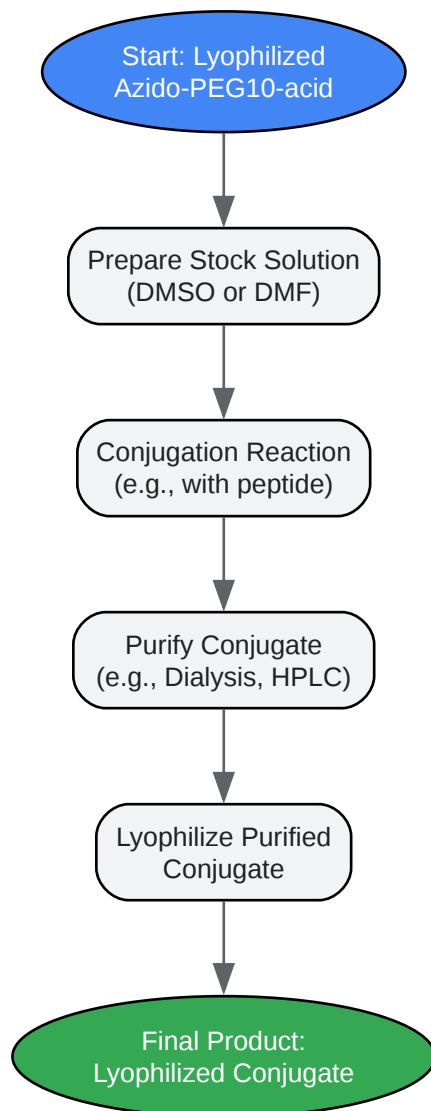 Start: Lyophilized
Azido-PEG10-acid
Prepare Stock Solution
(DMSO or DMF)
Conjugation Reaction
(e.g., with peptide)
Purify Conjugate
(e.g., Dialysis, HPLC)
Lyophilize Purified
Conjugate
Final Product:
Lyophilized Conjugate